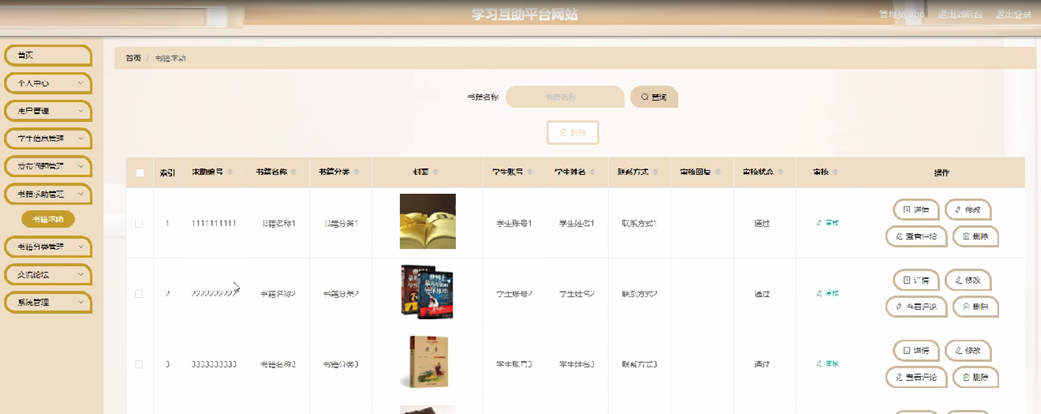 学习互助平台网站
退出到前台 退出登录
首页
个人中心
用户管理
学生信息管理
书籍求助管理
书籍求助
书籍分类管理
交流论坛
系统管理
首页 / 书籍求助
书籍名称 书籍名称 查询
删除
索引 求助编号 书籍名称 书籍分类 封面 学生账号 学生姓名 联系方式 审核回复 审核状态 审核 操作
1 1111111111 书籍名称1 书籍分类1 学生账号1 学生姓名1 联系方式1 通过 审核 详情 修改
查看评论 删除
2 2222222222 书籍名称2 书籍分类2 学生账号2 学生姓名2 联系方式2 通过 审核 详情 修改
查看评论 删除
3 3333333333 书籍名称3 书籍分类3 学生账号3 学生姓名3 联系方式3 通过 审核 详情 修改
查看评论 删除